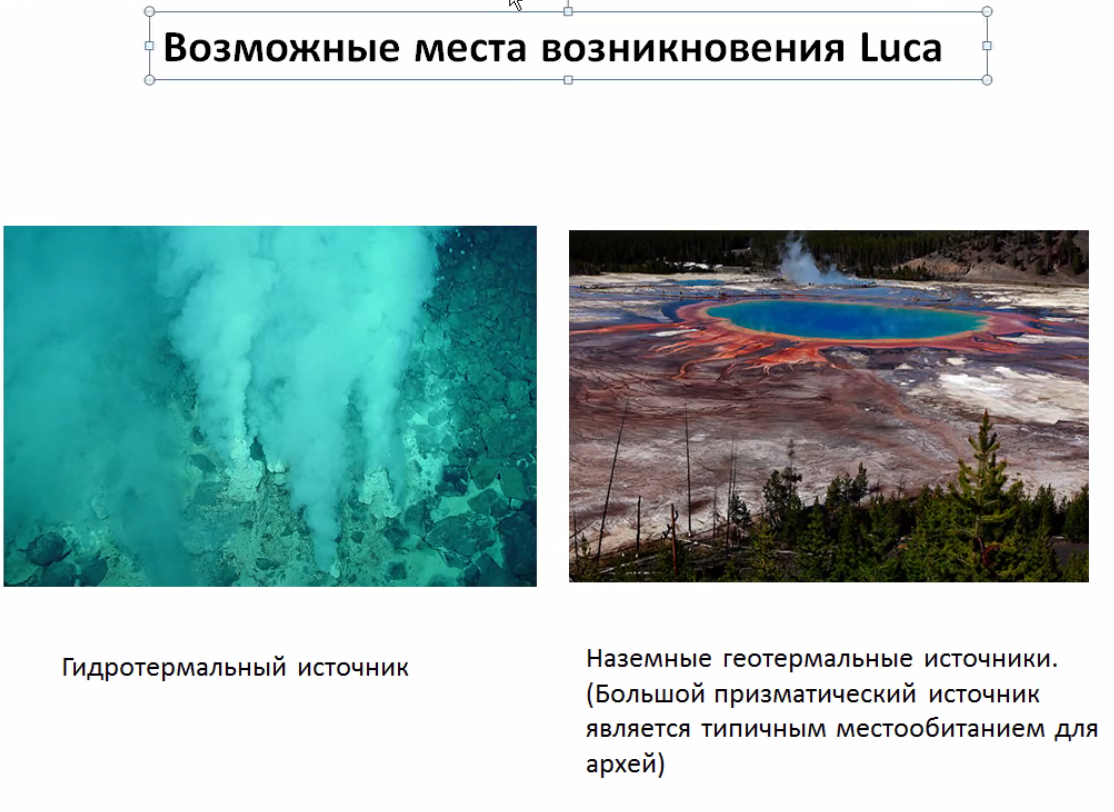 Возможные места возникновения Luca
Гидротермальный источник
Наземные геотермальные источники.
(Большой призматический источник
является типичным местообитанием для
архей)